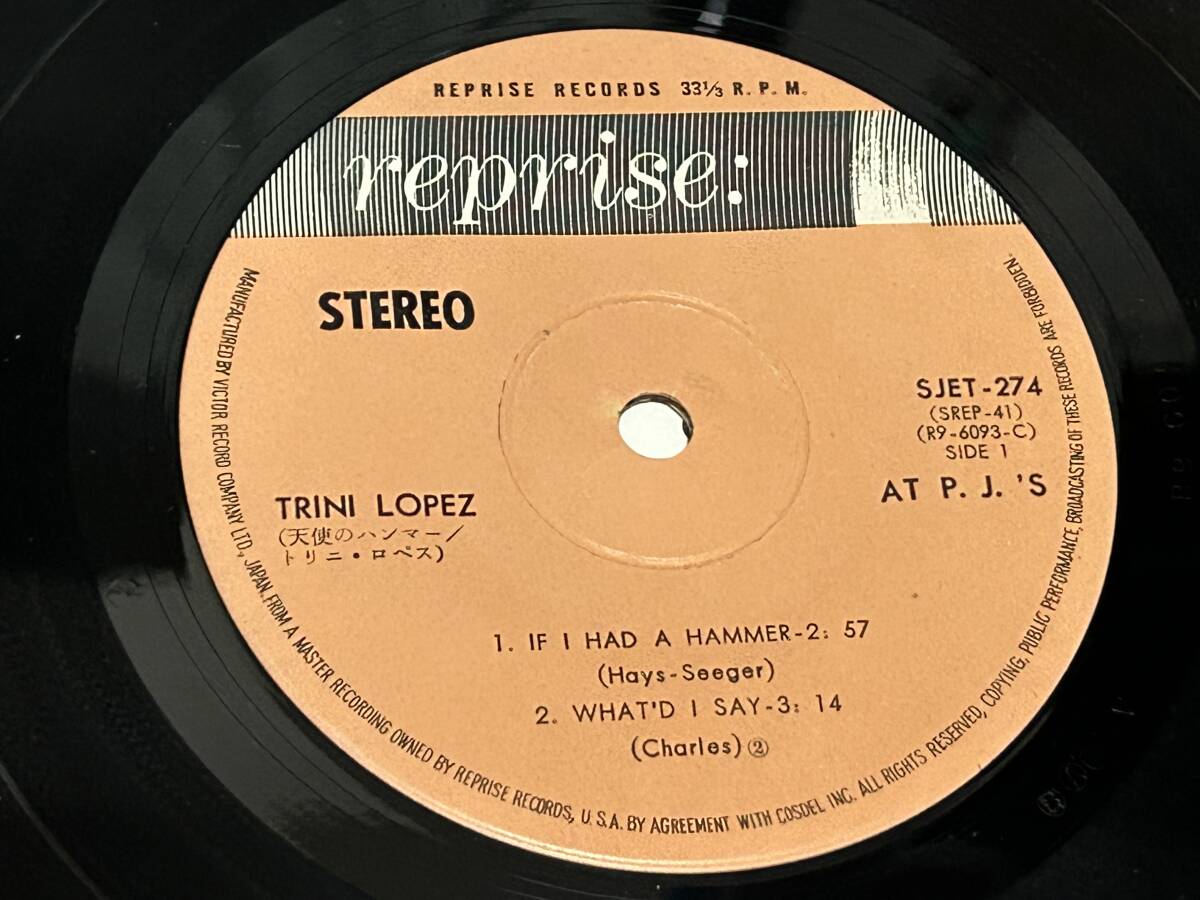 REPRISE RECORDS 33⅓ R. P. M.
reprise:
STEREO
SJET-274
(SREP-41)
(R9-6093-C)
SIDE 1
AT P. J. 'S
TRINI LOPEZ
(天使のハンマー/
トリニ・ロペス)
1. IF I HAD A HAMMER-2: 57
(Hays-Seeger)
2. WHAT'D I SAY-3: 14
(Charles)②
MANUFACTURED BY VICTOR RECORD COMPANY LTD., JAPAN. FROM A MASTER RECORDING OWNED BY REPRISE RECORDS, U. S. A. BY AGREEMENT WITH COSDEL INC. ALL RIGHTS RESERVED, COPYING, PUBLIC PERFORMANCE, BROADCASTING OF THESE RECORDS ARE FORBIDDEN.